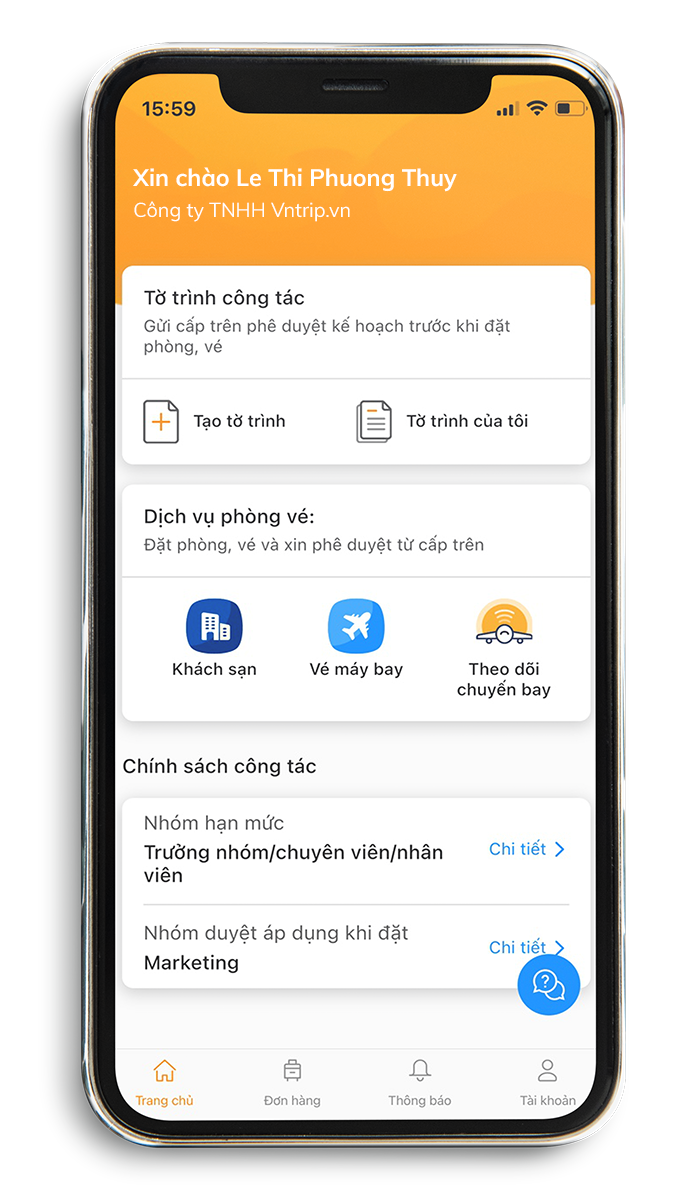 15:59
Xin chào Le Thi Phuong Thuy
Công ty TNHH Vntrip.vn
Tờ trình công tác
Gửi cấp trên phê duyệt kế hoạch trước khi đặt
phòng, vé
Tạo tờ trình
Tờ trình của tôi
Dịch vụ phòng vé:
Đặt phòng, vé và xin phê duyệt từ cấp trên
Khách sạn
Vé máy bay
Theo dõi
chuyến bay
Chính sách công tác
Nhóm hạn mức
Trưởng nhóm/chuyên viên/nhân
viên
Chi tiết
Nhóm duyệt áp dụng khi đặt
Marketing
Chi tiết
?
Trang chủ
Đơn hàng
Thông báo
Tài khoản